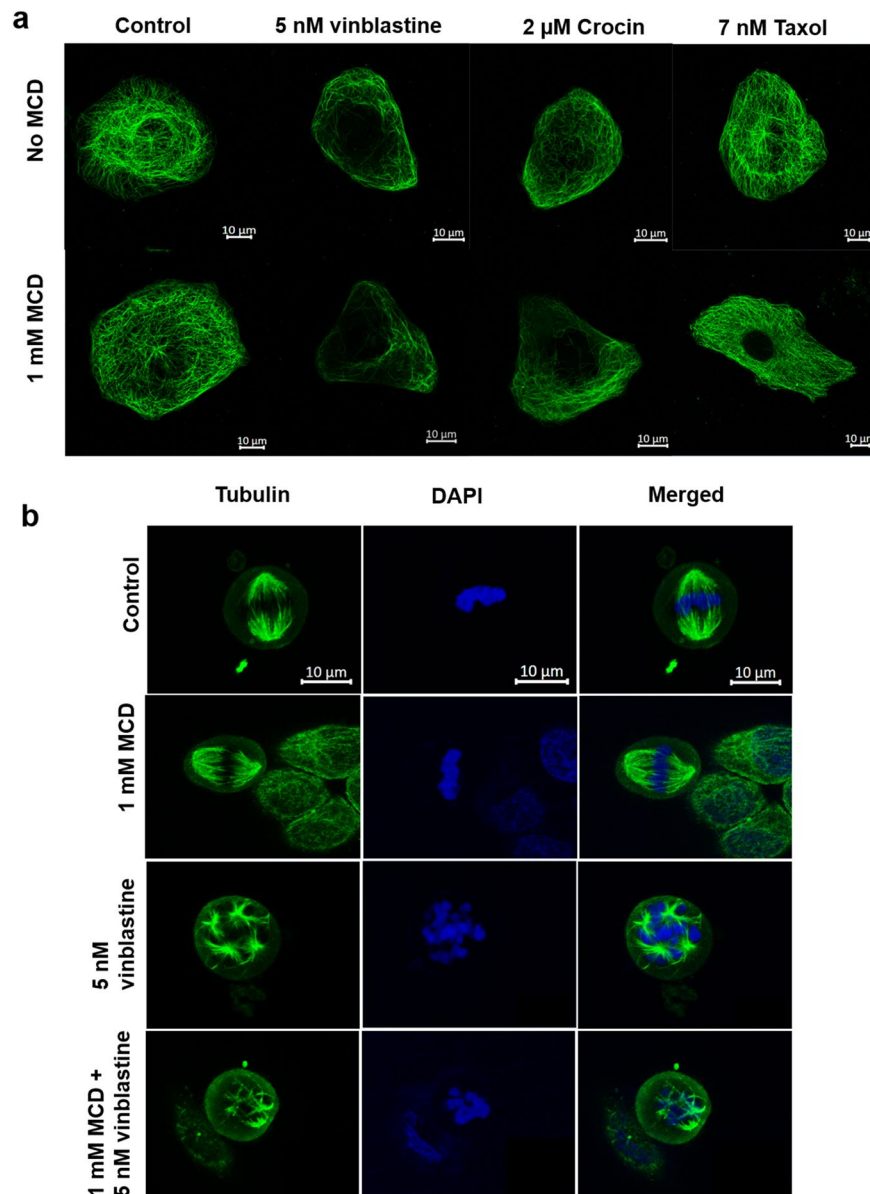 a
Control 5 nM vinblastine 2 µM Crocin 7 nM Taxol
No MCD
10 µm 10 µm 10 µm 10 µm
1 mM MCD
10 µm 10 µm 10 µm 10 µm
b
Tubulin DAPI Merged
Control
10 µm 10 µm 10 µm
1 mM MCD
5 nM
vinblastine
1 mM MCD +
5 nM vinblastine